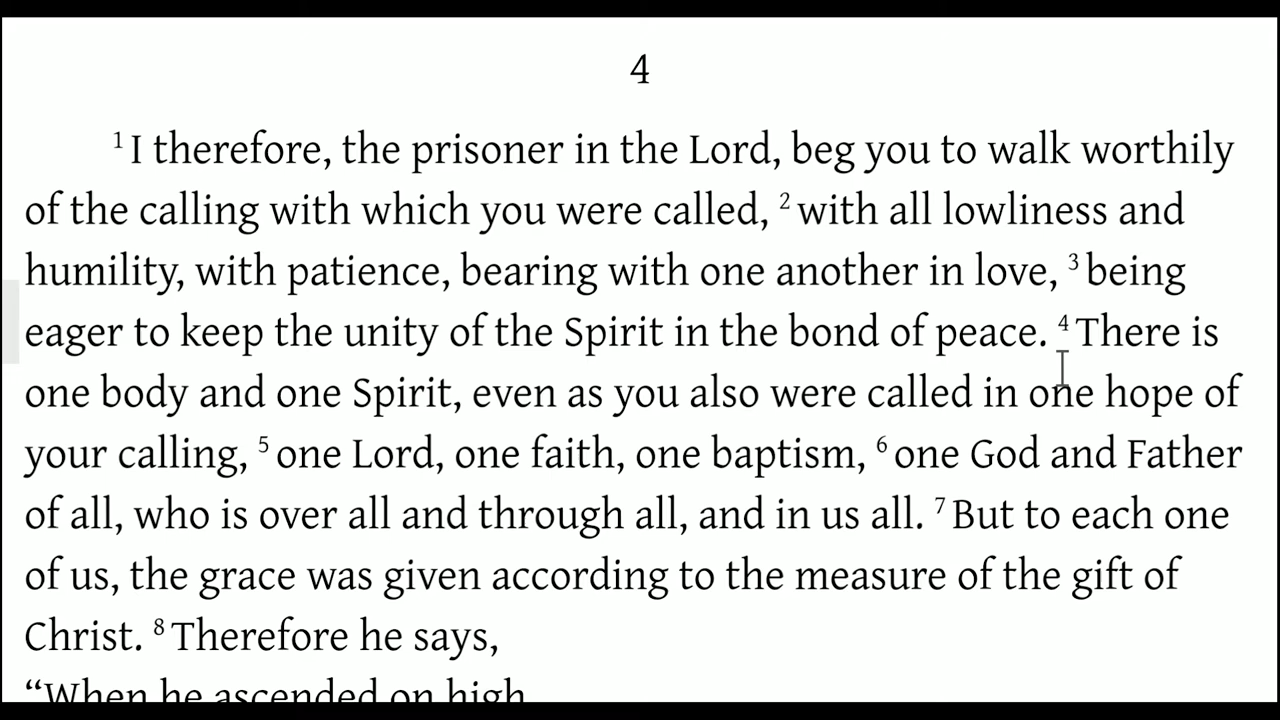 4
1 I therefore, the prisoner in the Lord, beg you to walk worthily
of the calling with which you were called, 2 with all lowliness and
humility, with patience, bearing with one another in love, 3 being
eager to keep the unity of the Spirit in the bond of peace. 4 There is
one body and one Spirit, even as you also were called in one hope of
your calling, 5 one Lord, one faith, one baptism, 6 one God and Father
of all, who is over all and through all, and in us all. 7 But to each one
of us, the grace was given according to the measure of the gift of
Christ. 8 Therefore he says,
“When he ascended on high